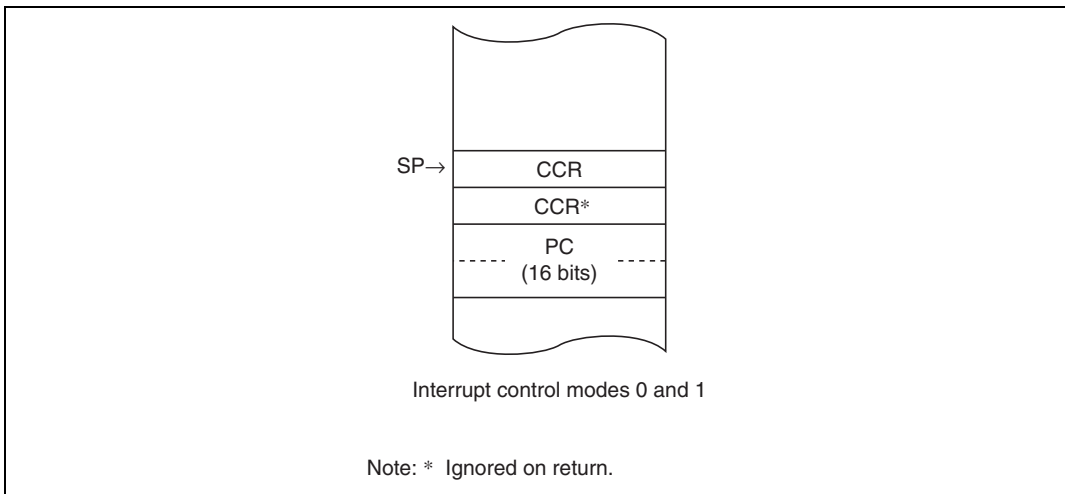 SP→ CCR
CCR*
PC
(16 bits)
Interrupt control modes 0 and 1
Note: * Ignored on return.